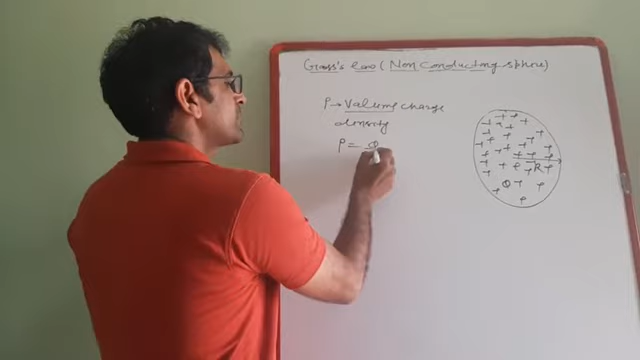 Gauss's law (Non conducting sphere)
ρ → Volume charge
density
ρ = Q
R
Q